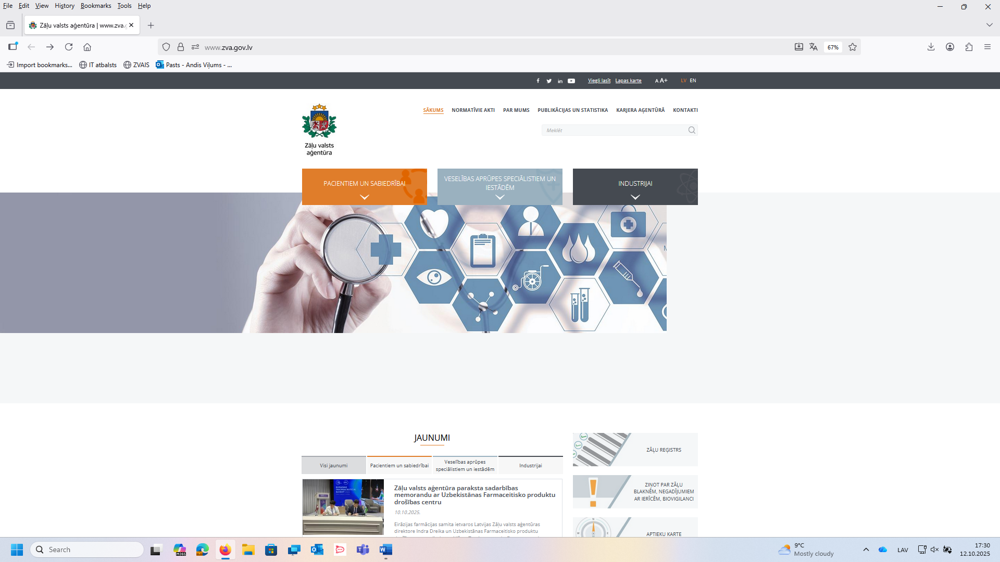 File Edit View History Bookmarks Tools Help
Zāļu valsts aģentūra | www.zva.g
www.zva.gov.lv
67%
Import bookmarks...
IT atbalsts
ZVAIS
Pasts - Andis Viļums - ...
Viegli lasīt
Lapas karte
A A+
LV EN
SĀKUMS NORMATĪVIE AKTI PAR MUMS PUBLIKĀCIJAS UN STATISTIKA KARJERA AĢENTŪRĀ KONTAKTI
Meklēt
Zāļu valsts
aģentūra
PACIENTIEM UN SABIEDRĪBAI
VESELĪBAS APRŪPES SPECIĀLISTIEM UN
IESTĀDĒM
INDUSTRIJAI
JAUNUMI
Visi jaunumi
Pacientiem un sabiedrībai
Veselības aprūpes
speciālistiem un iestādēm
Industrijai
Zāļu valsts aģentūra paraksta sadarbības
memorandu ar Uzbekistānas Farmaceitisko produktu
drošības centru
10.10.2025.
Eirāzijas farmācijas samita ietvaros Latvijas Zāļu valsts aģentūras
direktore Indra Dreika un Uzbekistānas Farmaceitisko produktu
ZĀĻU REĢISTRS
ZIŅOT PAR ZĀĻU
BLAKNĒM, NEGADĪJUMIEM
AR IERĪCĒM, BIOVIGILANCI
APTIEKU KARTE
Search
9°C
Mostly cloudy
LAV
17:30
12.10.2025